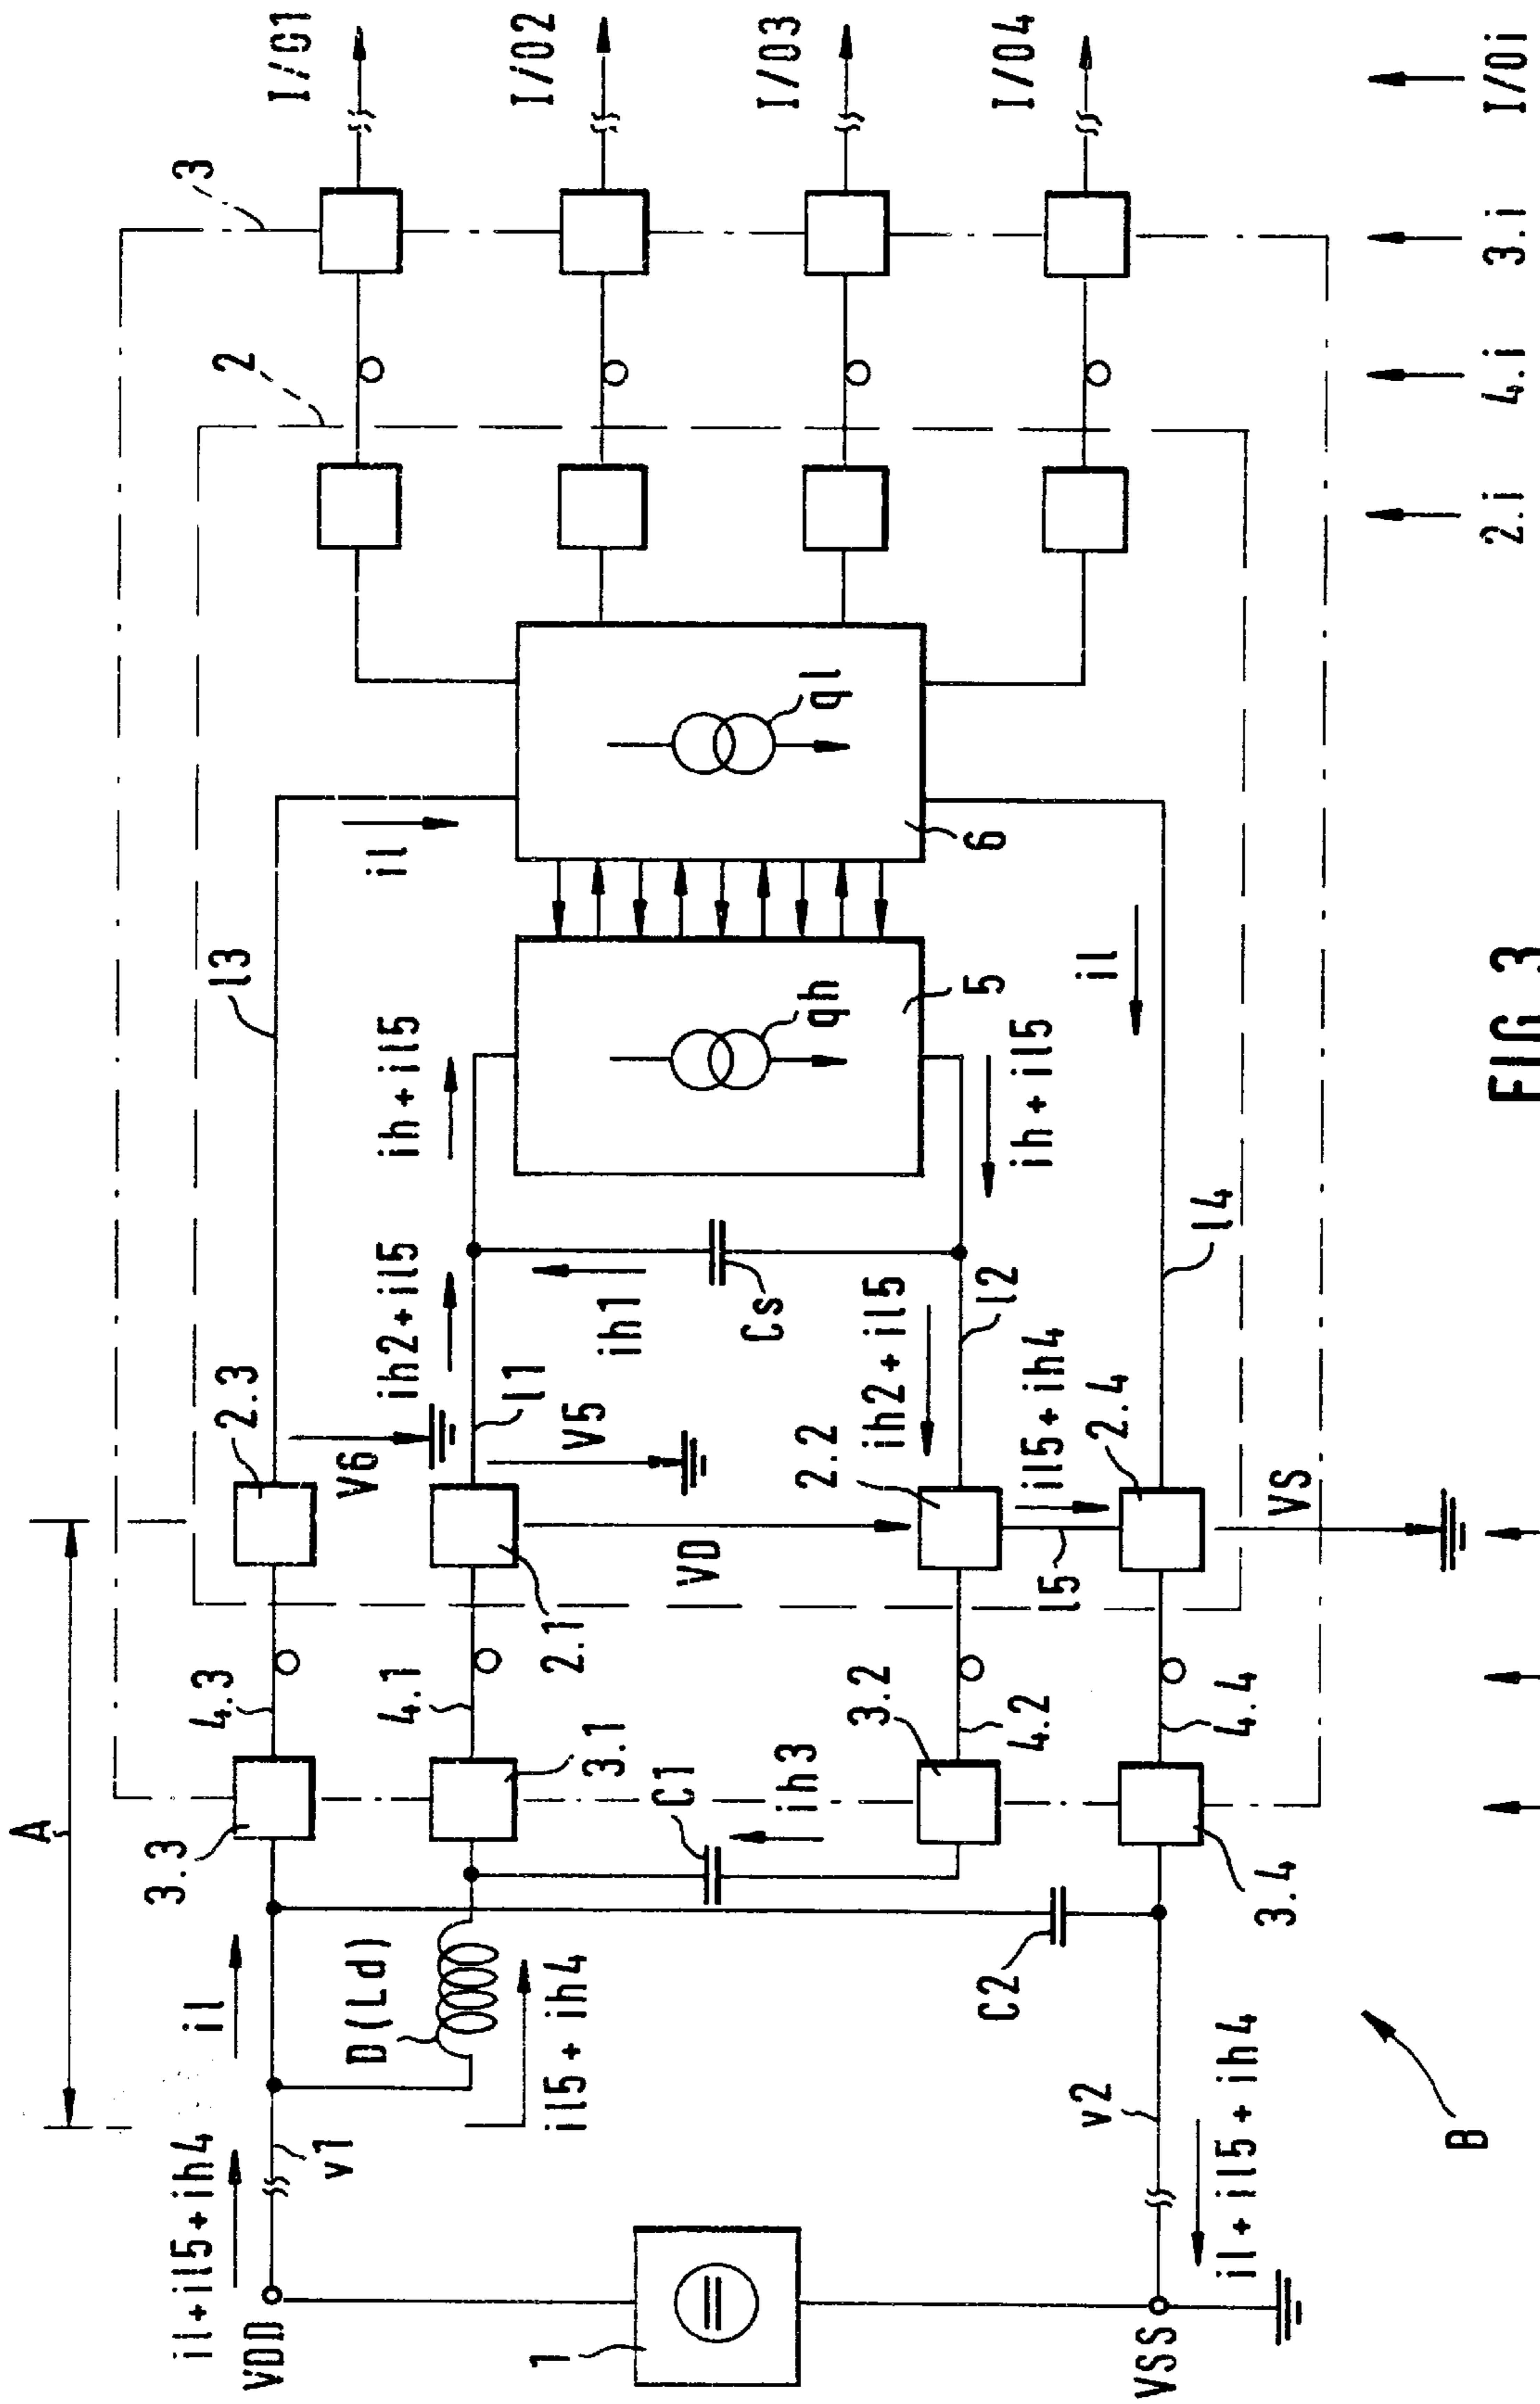 A
il+il5+ih4
VDD
v1
il
3.3
4.3
2.3
l3
V6
il
2
3
I/01
D(Ld)
il5+ih4
3.1
4.1
2.1
l1
ih2+il5
V5
ih+il5
I/02
1
C1
ih3
VD
Cs
ih1
qh
ql
5
6
I/03
C2
3.2
4.2
2.2
ih2+il5
l2
ih+il5
I/04
VSS
v2
il+il5+ih4
3.4
4.4
l5
il5+ih4
2.4
VS
l4
il
B
2.i
4.i
3.i
I/0i
FIG.3